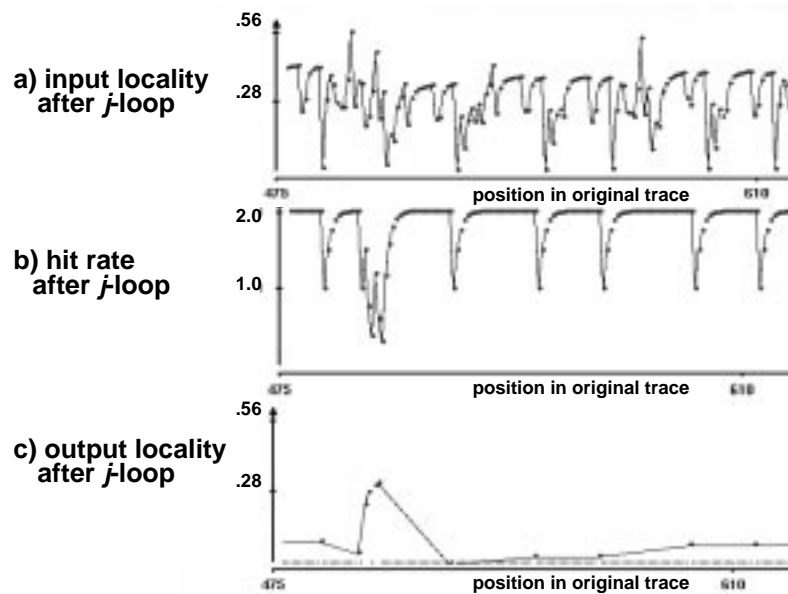 .56
a) input locality
after j-loop
.28
475
position in original trace
610
2.0
b) hit rate
after j-loop
1.0
475
position in original trace
610
.56
c) output locality
after j-loop
.28
475
position in original trace
610